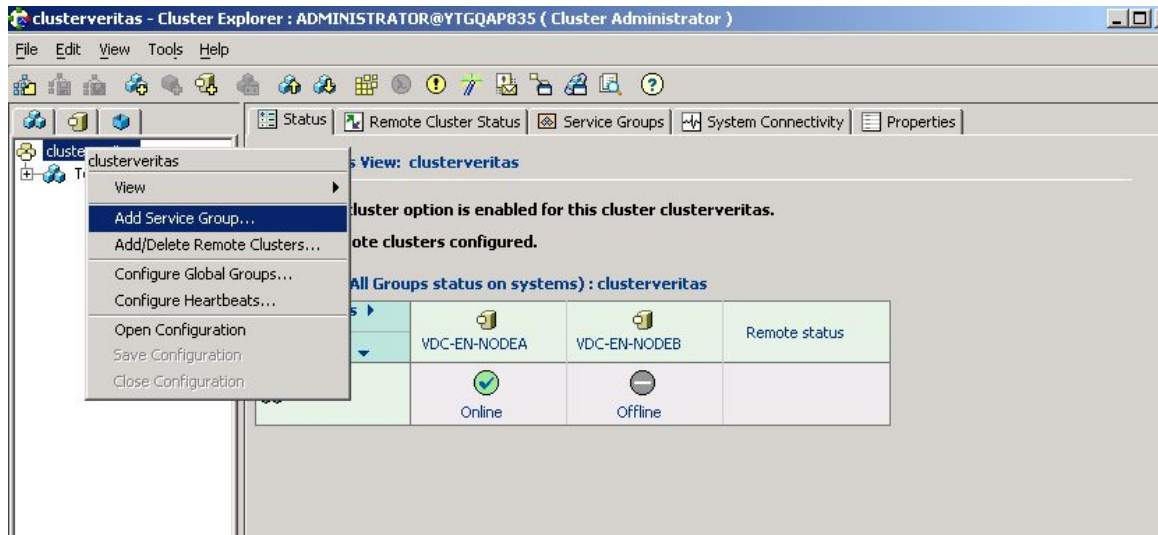 clusterveritas - Cluster Explorer : ADMINISTRATOR@YTGQAP835 ( Cluster Administrator )
File Edit View Tools Help
Status Remote Cluster Status Service Groups System Connectivity Properties
clusterveritas
View
Add Service Group...
Add/Delete Remote Clusters...
Configure Global Groups...
Configure Heartbeats...
Open Configuration
Save Configuration
Close Configuration
View: clusterveritas
cluster option is enabled for this cluster clusterveritas.
clusters configured.
All Groups status on systems) : clusterveritas
VDC-EN-NODEA VDC-EN-NODEB Remote status
Online Offline